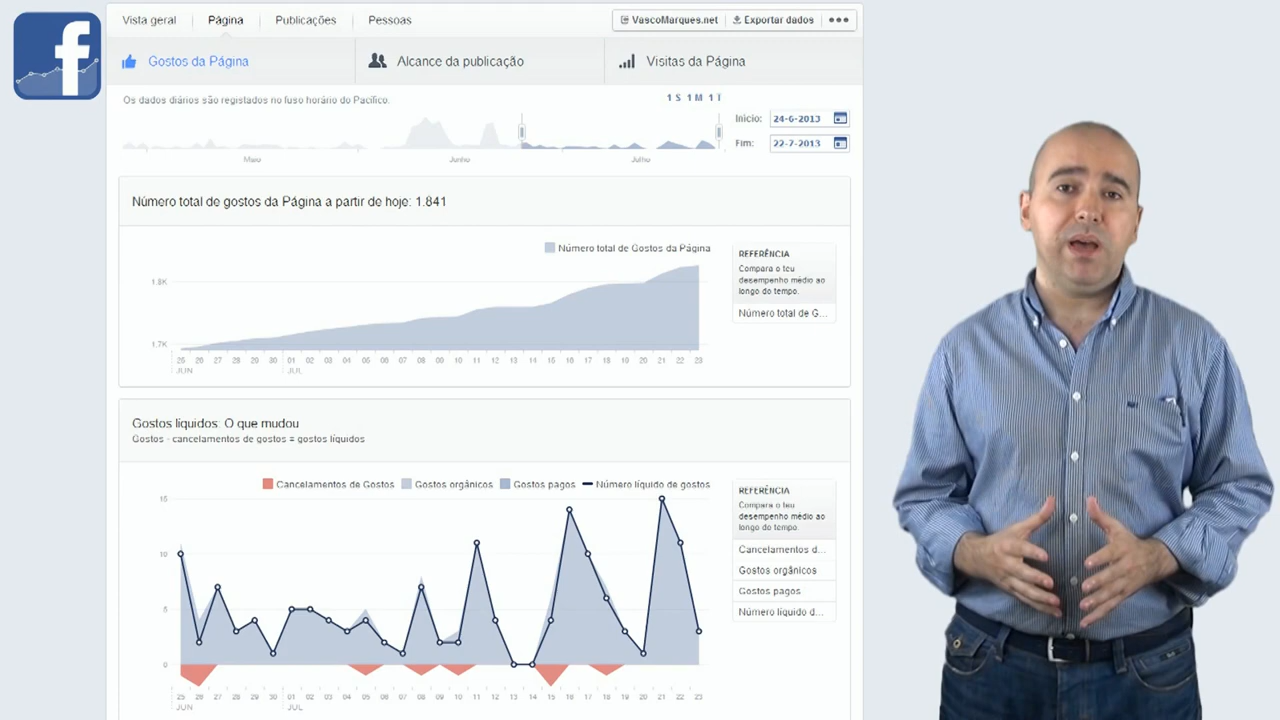 Vista geral
Página
Publicações
Pessoas
VascoMarques.net
Exportar dados
Gostos da Página
Alcance da publicação
Visitas da Página
Os dados diários são registados no fuso horário do Pacífico.
1 S 1 M 1 T
Início: 24-6-2013
Fim: 22-7-2013
Maio Junho Julho
Número total de gostos da Página a partir de hoje: 1.841
Número total de Gostos da Página
REFERÊNCIA
Compara o teu
desempenho médio ao
longo do tempo.
Número total de G...
1.8K
1.7K
25 26 27 28 29 30 01 02 03 04 05 06 07 08 09 10 11 12 13 14 15 16 17 18 19 20 21 22 23
JUN JUL
Gostos líquidos: O que mudou
Gostos - cancelamentos de gostos = gostos líquidos
Cancelamentos de Gostos Gostos orgânicos Gostos pagos Número líquido de gostos
REFERÊNCIA
Compara o teu
desempenho médio ao
longo do tempo.
Cancelamentos d...
Gostos orgânicos
Gostos pagos
Número líquido d...
15
10
5
0
25 26 27 28 29 30 01 02 03 04 05 06 07 08 09 10 11 12 13 14 15 16 17 18 19 20 21 22 23
JUN JUL